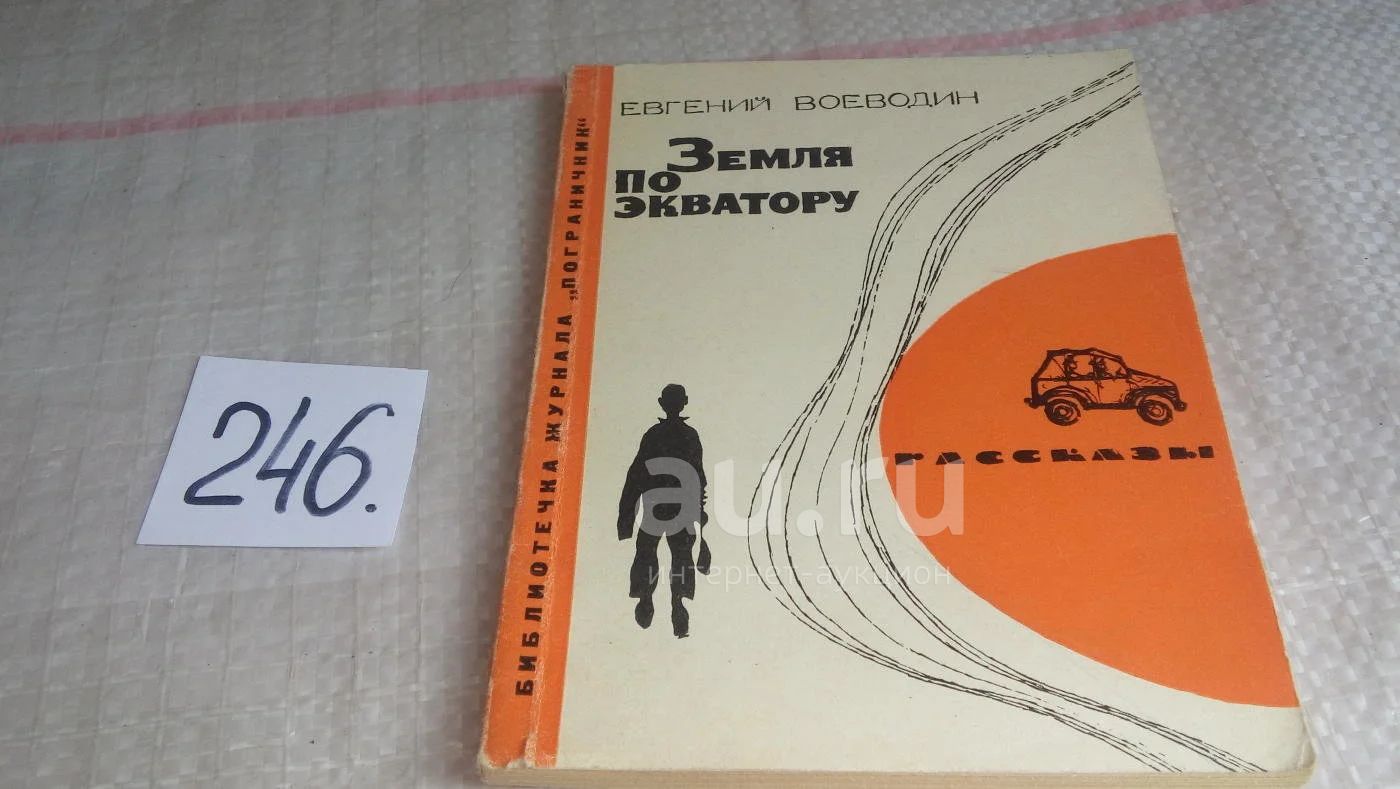 ЕВГЕНИЙ ВОЕВОДИН
ЗЕМЛЯ
ПО
ЭКВАТОРУ
РАССКАЗЫ
БИБЛИОТЕЧКА ЖУРНАЛА „ПОГРАНИЧНИК“
246.
au.ru
интернет-аукцион